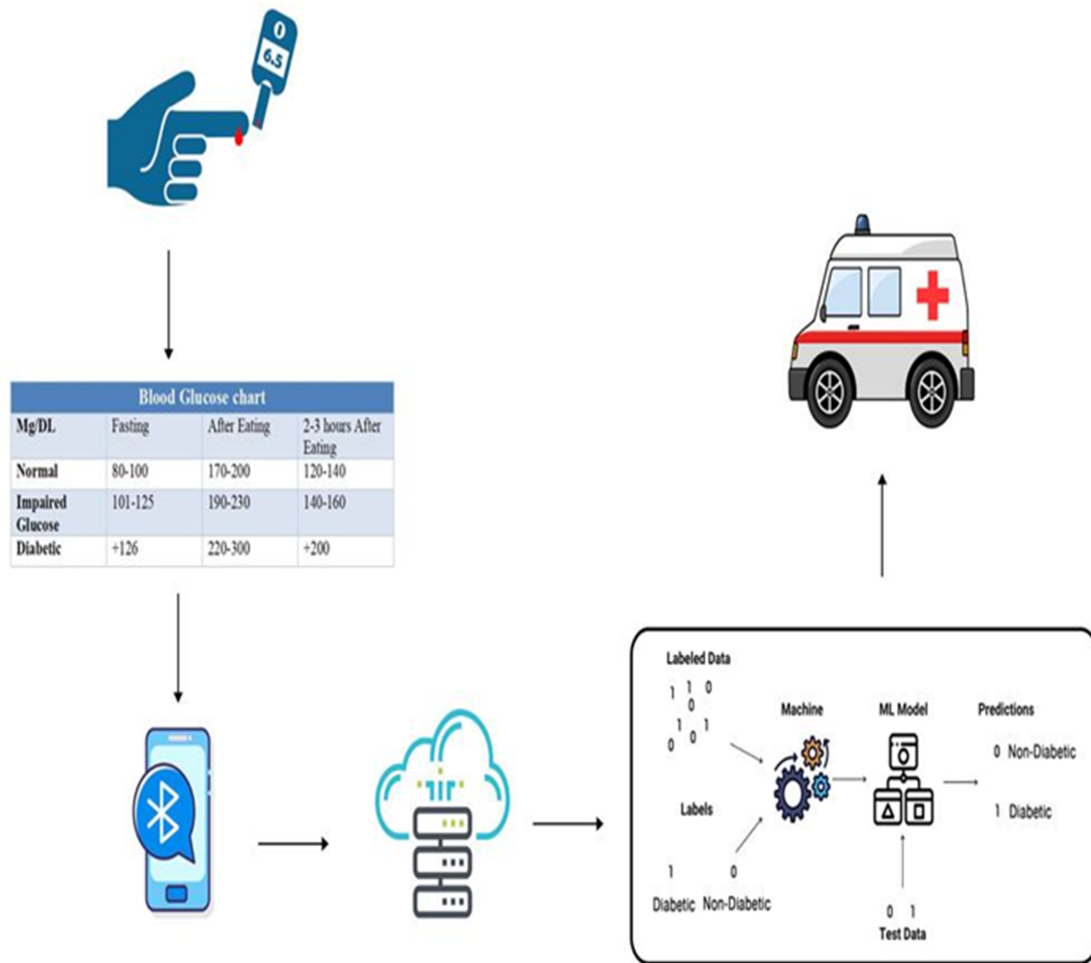 0
6.5
Blood Glucose chart
Mg/DL Fasting After Eating 2-3 hours After
Eating
Normal 80-100 170-200 120-140
Impaired 101-125 190-230 140-160
Glucose
Diabetic +126 220-300 +200
Labeled Data
1 1 0
0
1 1
0 0
Machine
ML Model
Predictions
0 Non-Diabetic
1 Diabetic
Labels
1 0
Diabetic Non-Diabetic
0 1
Test Data